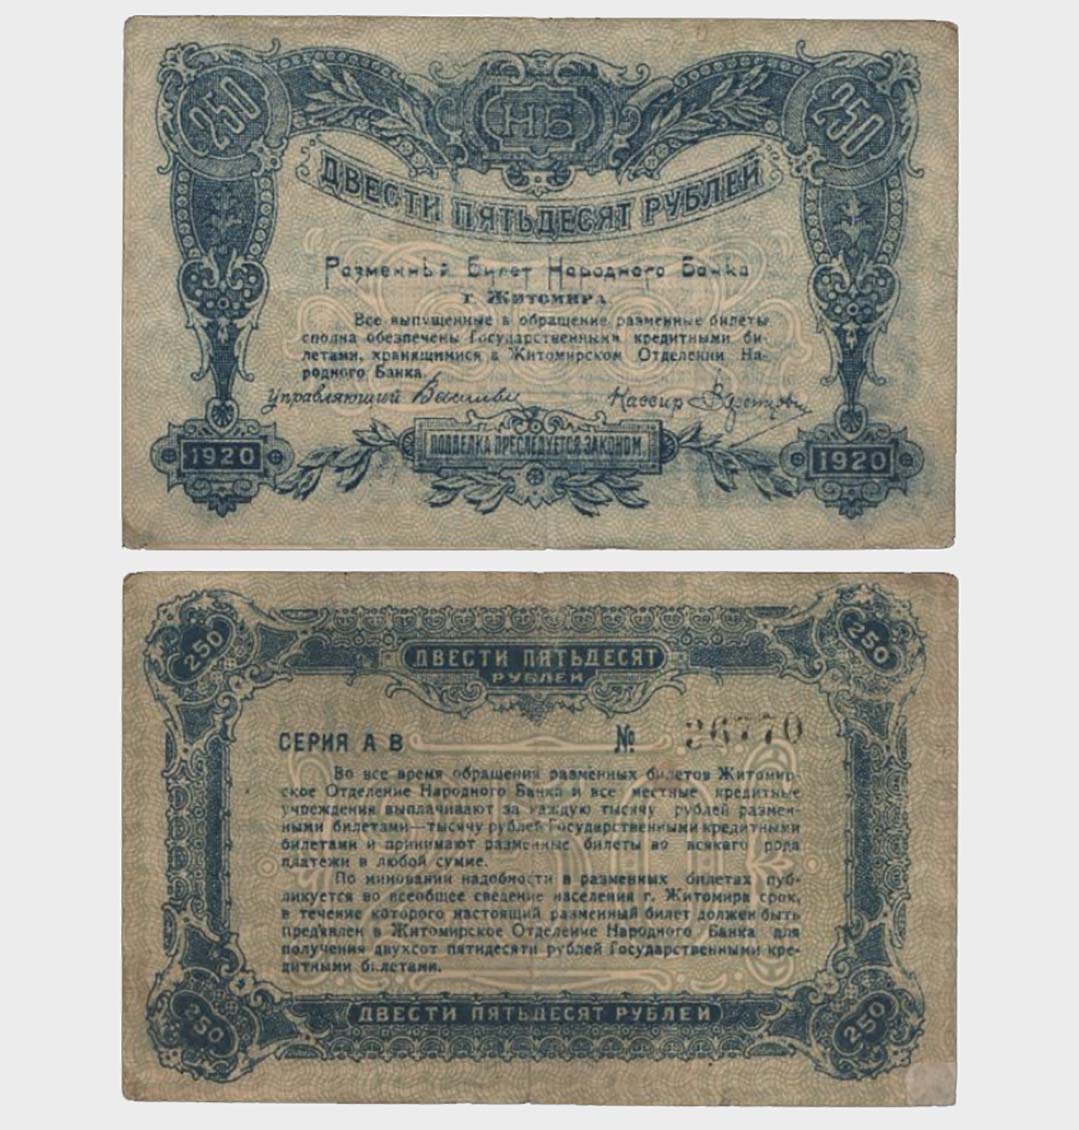 250
НБ
250
ДВЕСТИ ПЯТЬДЕСЯТ РУБЛЕЙ
Разменный Билет Народного Банка
г. Житомира
Все выпущенные в обращение разменные билеты
сполна обезпечены Государственными кредитными би-
летами, хранящимися в Житомирском Отделении На-
родного Банка.
Управляющий
Кассир
ПОДДЕЛКА ПРЕСЛЕДУЕТСЯ ЗАКОНОМ
1920
1920
250
250
ДВЕСТИ ПЯТЬДЕСЯТ
РУБЛЕЙ
СЕРИЯ А В № 26770
Во все время обращения разменных билетов Житомир-
ское Отделение Народного Банка и все местные кредитные
учреждения выплачивают за каждую тысячу рублей размен-
ными билетами—тысячу рублей Государственными кредитными
билетами и принимают разменные билеты во всякаго рода
платежи в любой сумме.
По миновании надобности в разменных билетах пуб-
ликуется во всеобщее сведение населения г. Житомира срок,
в течение которого настоящий разменный билет должен быть
предъявлен в Житомирское Отделение Народного Банка для
получения двухсот пятидесяти рублей Государственными кре-
дитными билетами.
250
250
ДВЕСТИ ПЯТЬДЕСЯТ РУБЛЕЙ